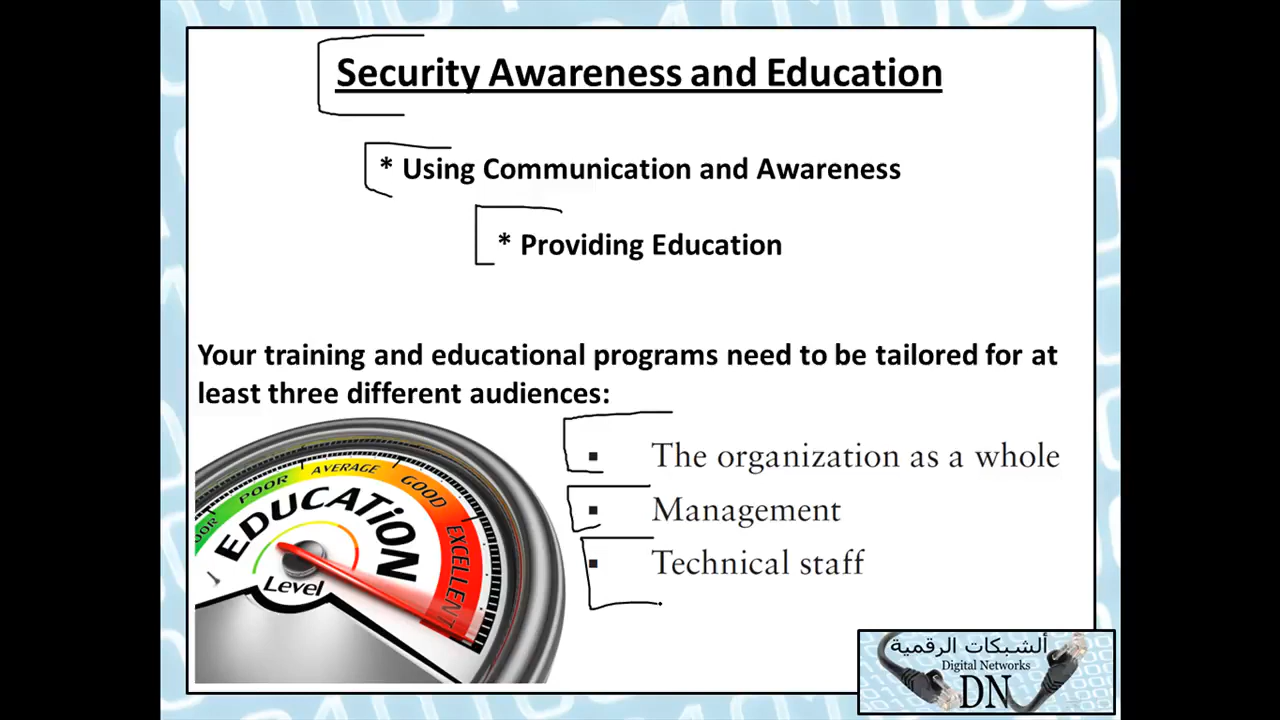 Security Awareness and Education
* Using Communication and Awareness
* Providing Education
Your training and educational programs need to be tailored for at
least three different audiences:
▪ The organization as a whole
▪ Management
▪ Technical staff
POOR
AVERAGE
GOOD
EXCELLENT
EDUCATION
Level
ألشبكات الرقمية
Digital Networks
DN